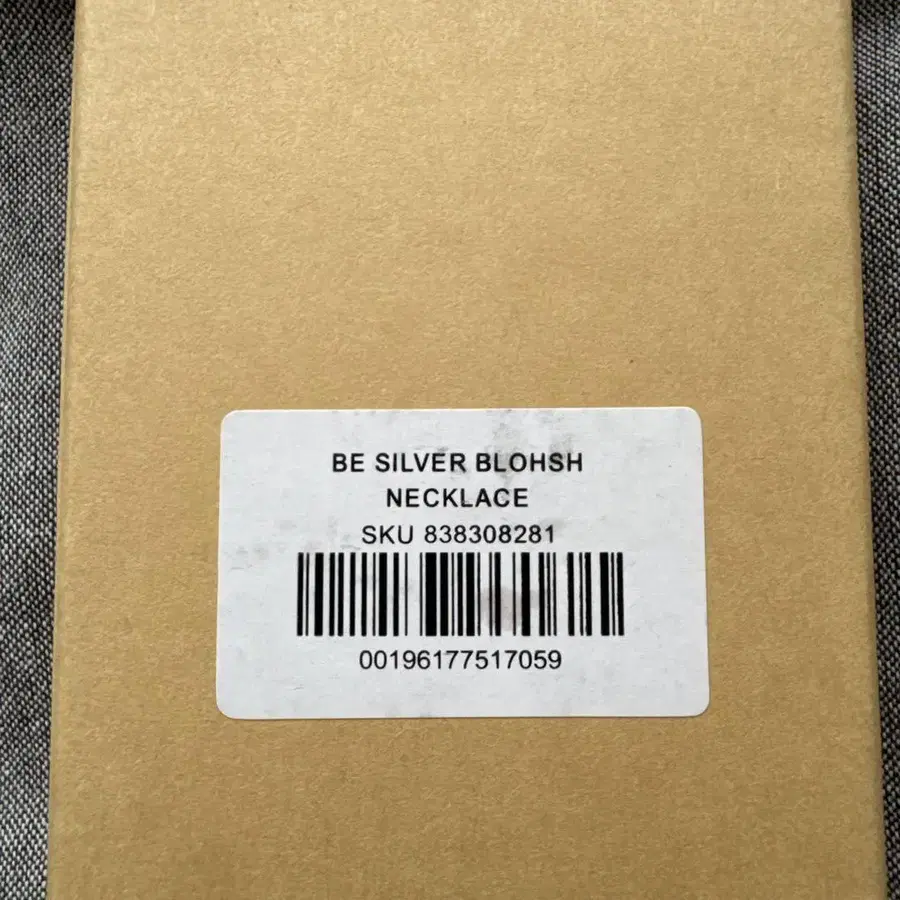 BE SILVER BLOHSH
NECKLACE
SKU 838308281
00196177517059